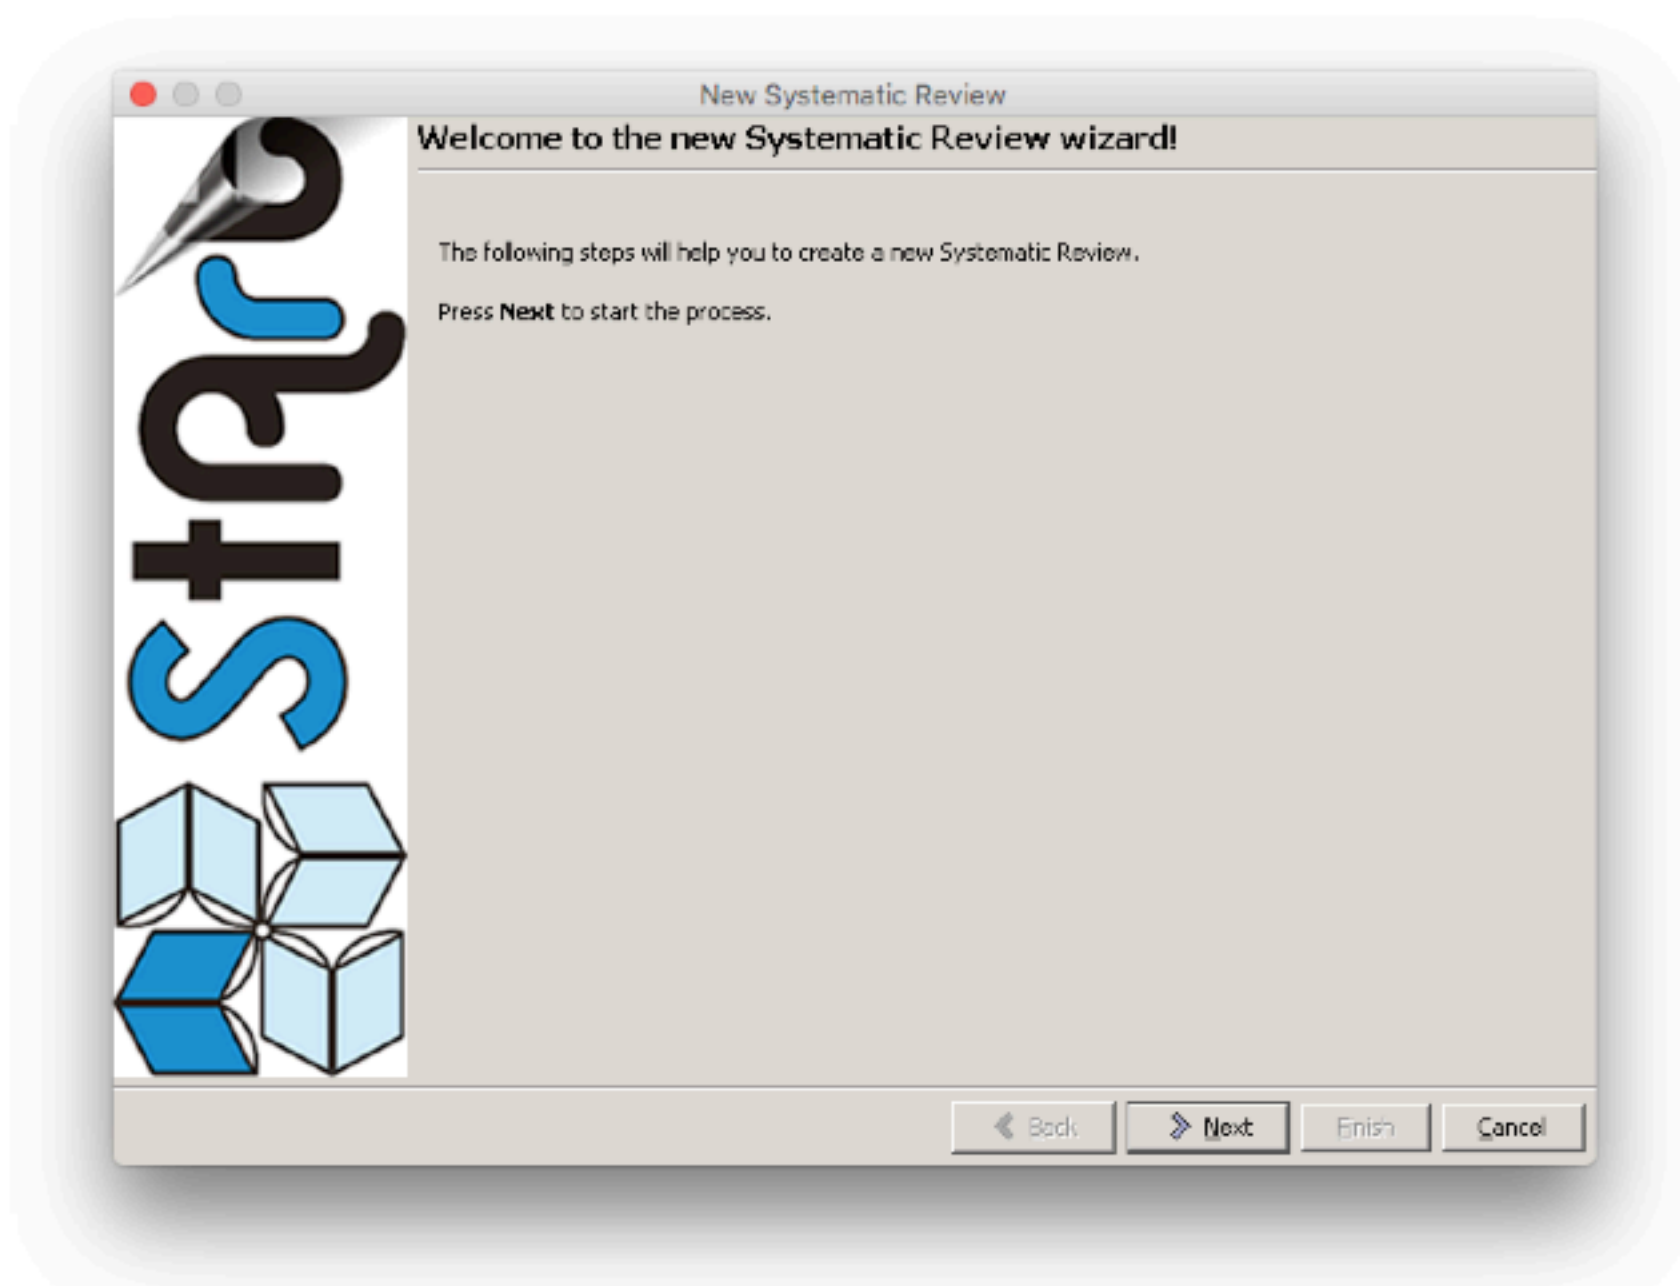 New Systematic Review
Welcome to the new Systematic Review wizard!
The following steps will help you to create a new Systematic Review.
Press Next to start the process.
start
Back
Next
Finish
Cancel